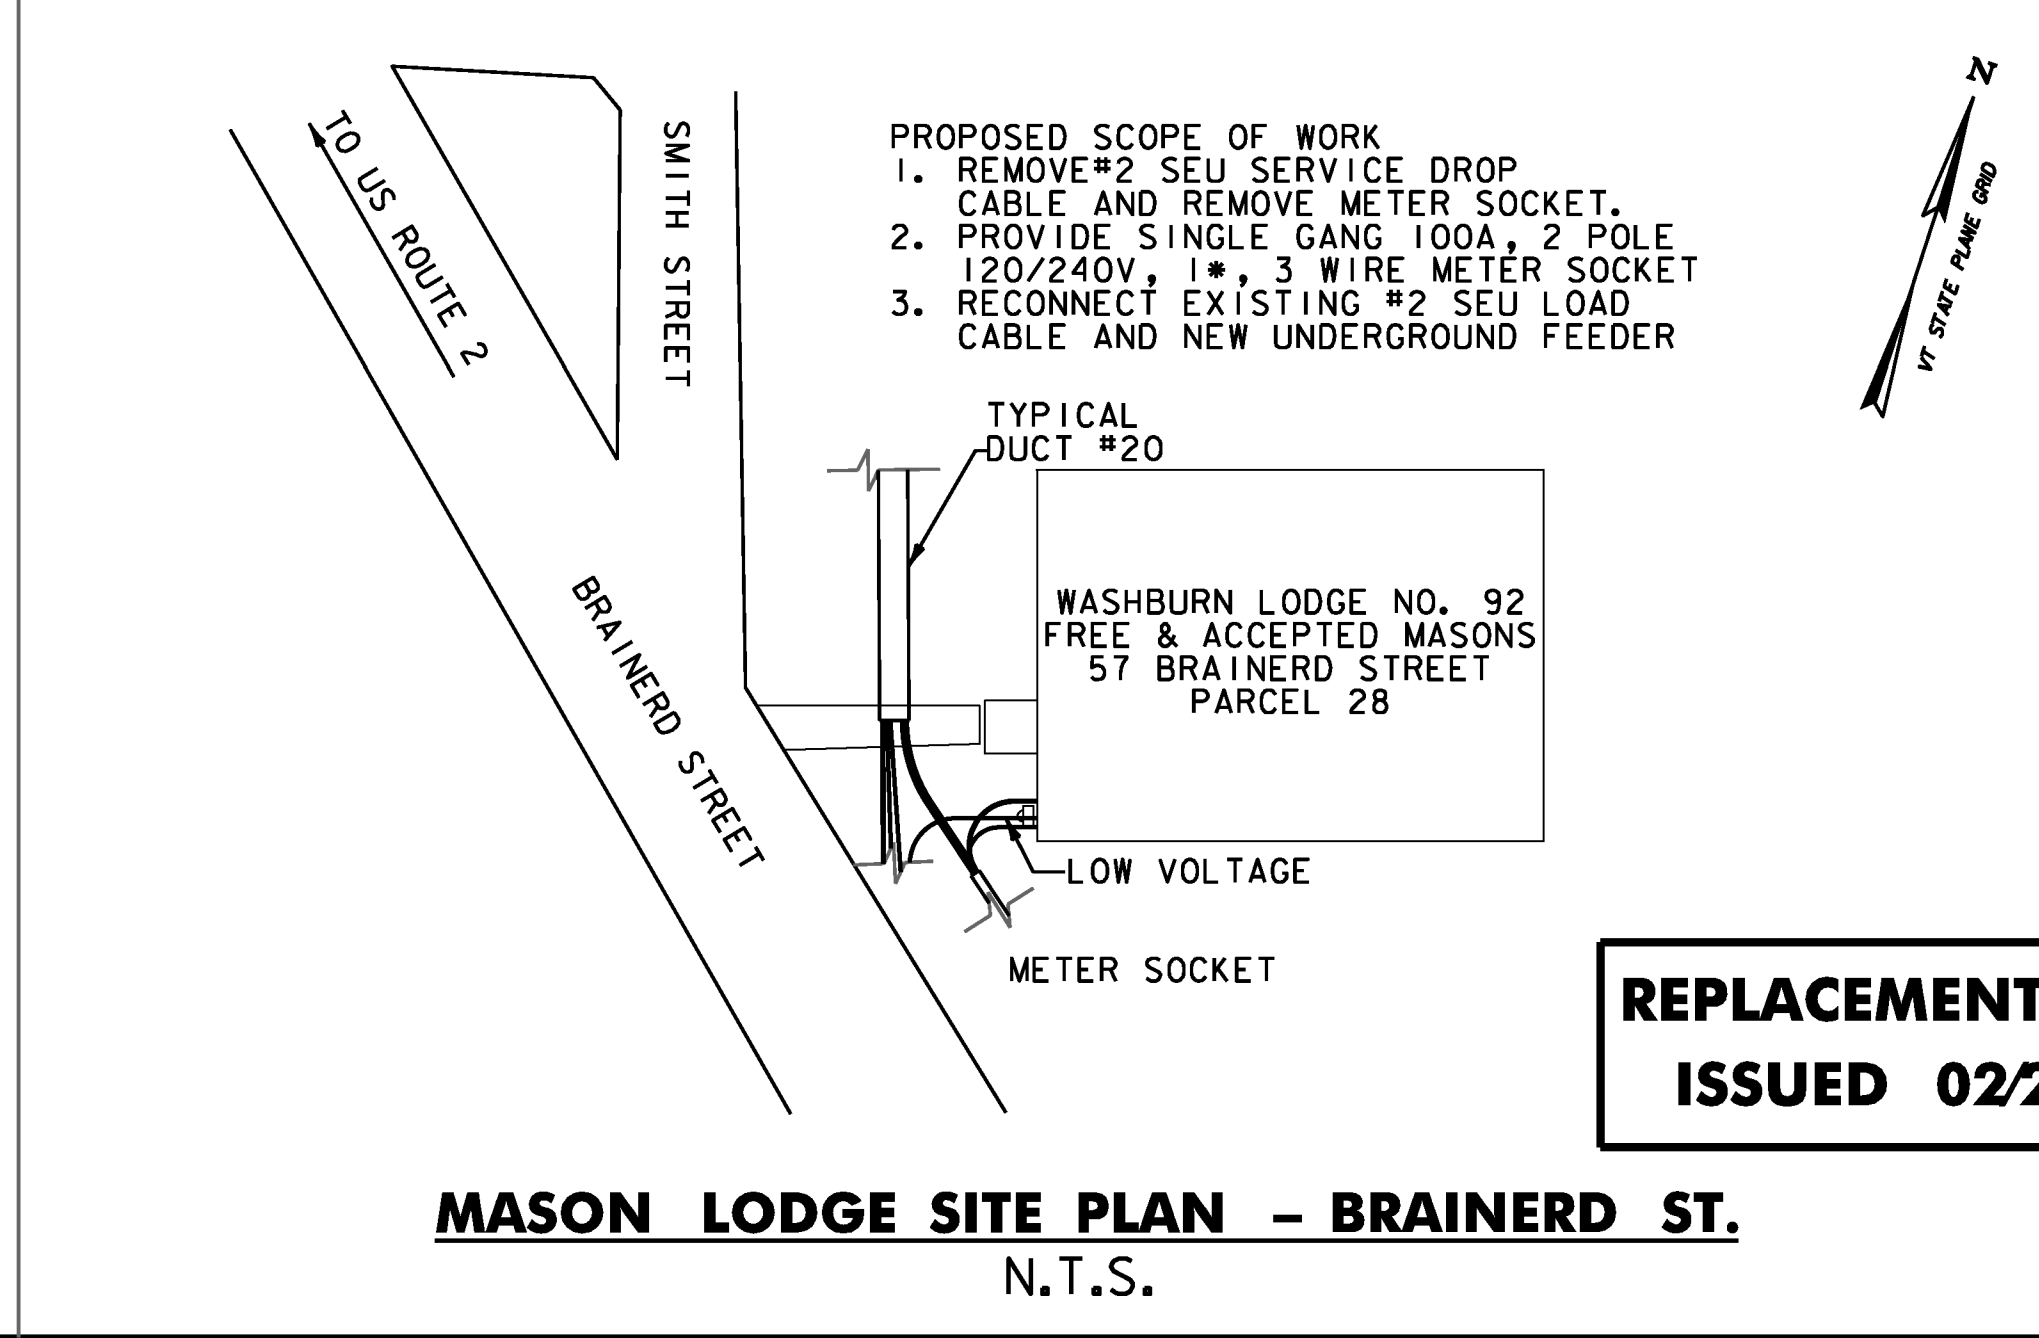 TO US ROUTE 2
SMITH STREET
PROPOSED SCOPE OF WORK
1. REMOVE#2 SEU SERVICE DROP
CABLE AND REMOVE METER SOCKET.
2. PROVIDE SINGLE GANG 100A, 2 POLE
120/240V, 1*, 3 WIRE METER SOCKET
3. RECONNECT EXISTING #2 SEU LOAD
CABLE AND NEW UNDERGROUND FEEDER
N
VT STATE PLANE GRID
TYPICAL
DUCT #20
BRAINERD STREET
WASHBURN LODGE NO. 92
FREE & ACCEPTED MASONS
57 BRAINERD STREET
PARCEL 28
LOW VOLTAGE
METER SOCKET
REPLACEMENT
ISSUED 02/2
MASON LODGE SITE PLAN - BRAINERD ST.
N.T.S.